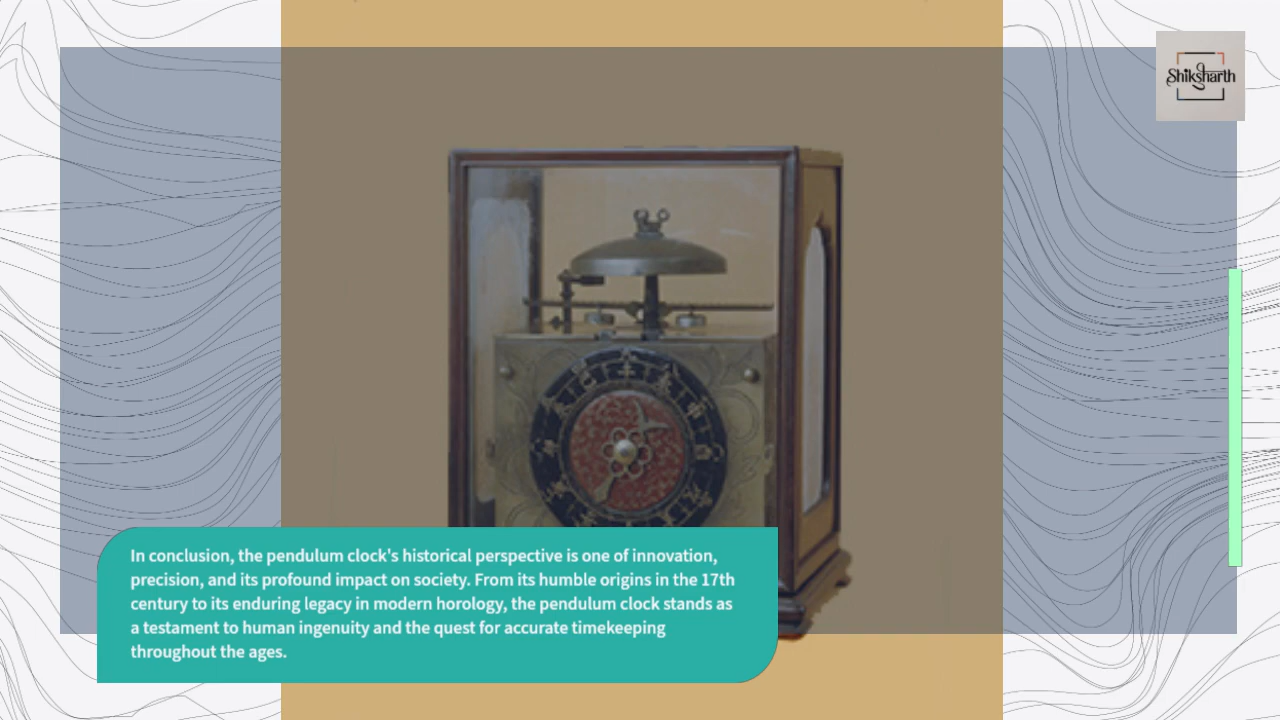 Shiksharth
In conclusion, the pendulum clock's historical perspective is one of innovation,
precision, and its profound impact on society. From its humble origins in the 17th
century to its enduring legacy in modern horology, the pendulum clock stands as
a testament to human ingenuity and the quest for accurate timekeeping
throughout the ages.